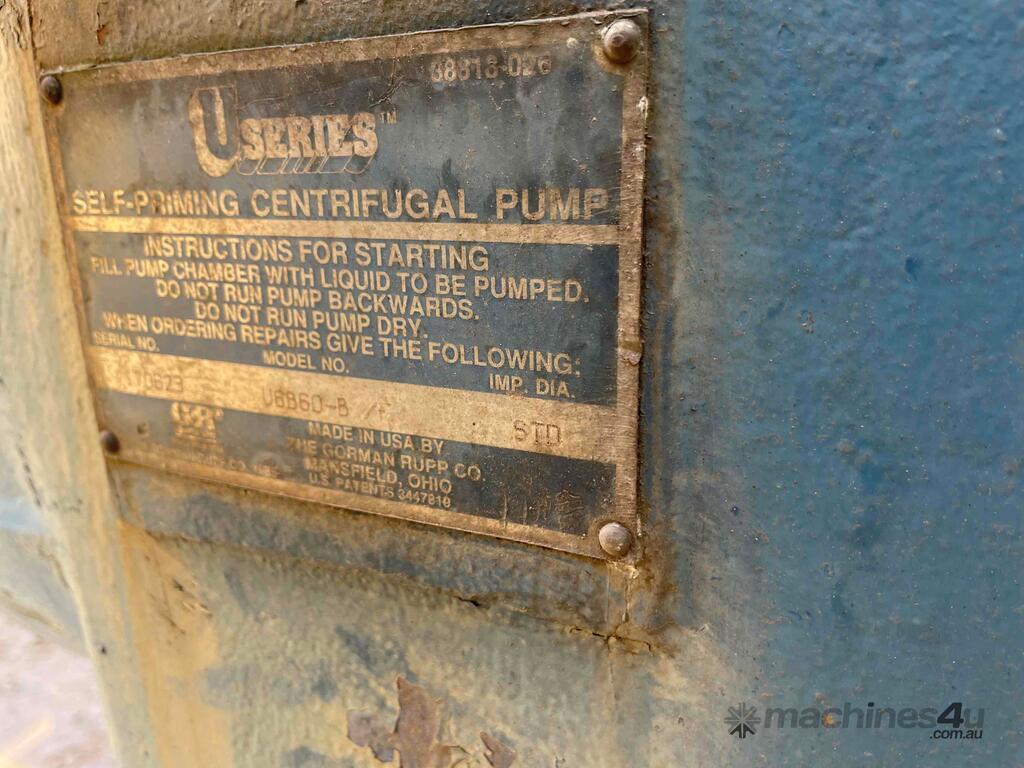 38818-026
U SERIES™
SELF-PRIMING CENTRIFUGAL PUMP
INSTRUCTIONS FOR STARTING
FILL PUMP CHAMBER WITH LIQUID TO BE PUMPED.
DO NOT RUN PUMP BACKWARDS.
DO NOT RUN PUMP DRY.
WHEN ORDERING REPAIRS GIVE THE FOLLOWING:
SERIAL NO. MODEL NO. IMP. DIA.
U6B60-B STD
MADE IN USA BY
THE GORMAN RUPP CO.
MANSFIELD, OHIO
U.S. PATENTS 3447810
machines4u
.com.au